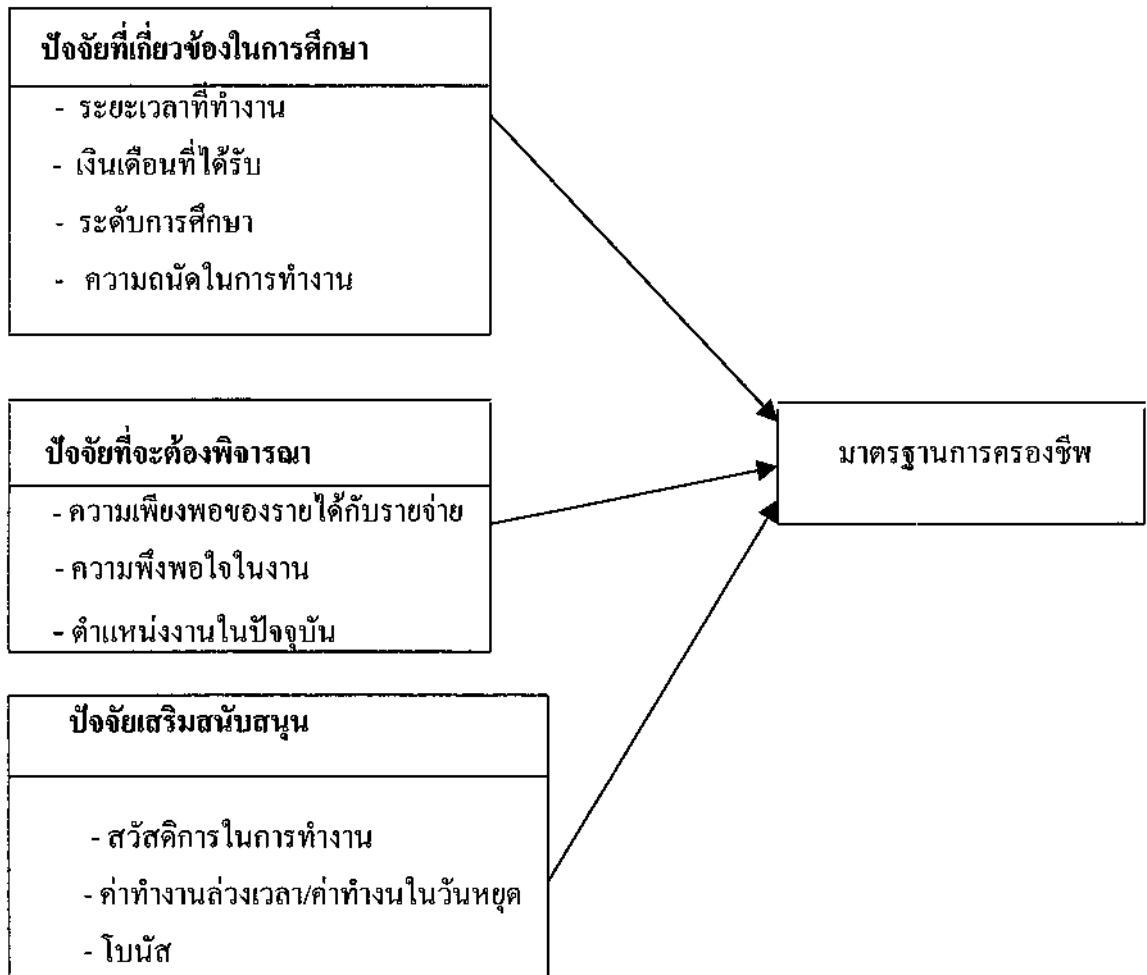 ปัจจัยที่เกี่ยวข้องในการศึกษา
- ระยะเวลาที่ทำงาน
- เงินเดือนที่ได้รับ
- ระดับการศึกษา
- ความถนัดในการทำงาน
ปัจจัยที่จะต้องพิจารณา
- ความเพียงพอของรายได้กับรายจ่าย
- ความพึงพอใจในงาน
- ตำแหน่งงานในปัจจุบัน
มาตรฐานการครองชีพ
ปัจจัยเสริมสนับสนุน
- สวัสดิการในการทำงาน
- ค่าทำงานล่วงเวลา/ค่าทำงนในวันหยุด
- โบนัส